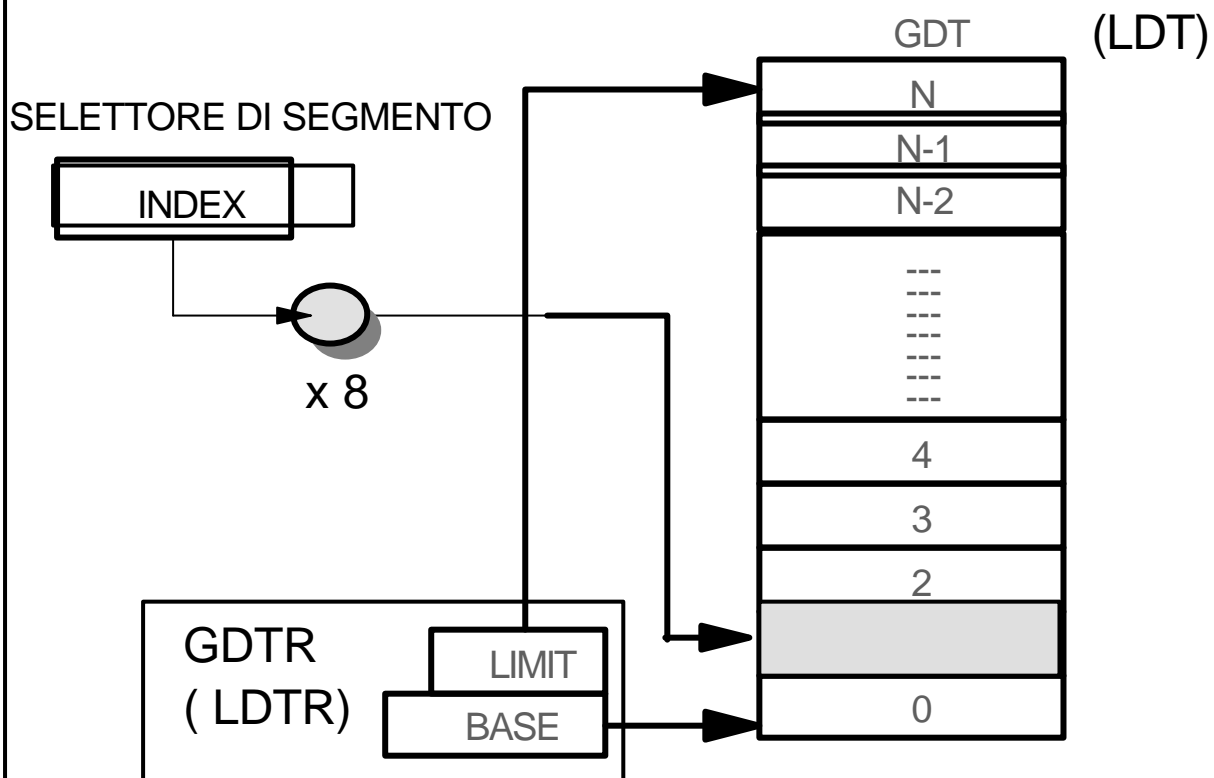 GDT (LDT)
SELETTORE DI SEGMENTO
INDEX
x 8
N
N-1
N-2
---
---
---
---
---
---
---
4
3
2
0
GDTR
( LDTR)
LIMIT
BASE